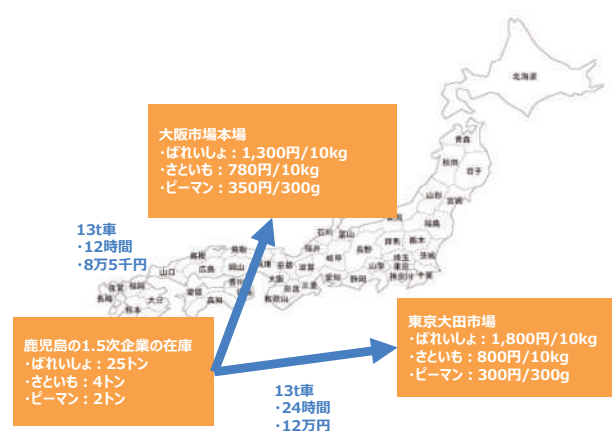 北海道
青森
秋田
岩手
山形
宮城
福島
石川
富山
福井
長野
群馬
栃木
岐阜
埼玉
茨城
山梨
東京
滋賀
愛知
静岡
神奈川
千葉
大阪市場本場
・ばれいしょ：1,300円/10kg
・さといも：780円/10kg
・ピーマン：350円/300g
13t車
・12時間
・8万5千円
島根
鳥取
京都
山口
広島
岡山
大阪
香川
奈良
三重
和歌山
佐賀
福岡
長崎
大分
愛媛
高知
熊本
鹿児島の1.5次企業の在庫
・ばれいしょ：25トン
・さといも：4トン
・ピーマン：2トン
東京大田市場
・ばれいしょ：1,800円/10kg
・さといも：800円/10kg
・ピーマン：300円/300g
13t車
・24時間
・12万円